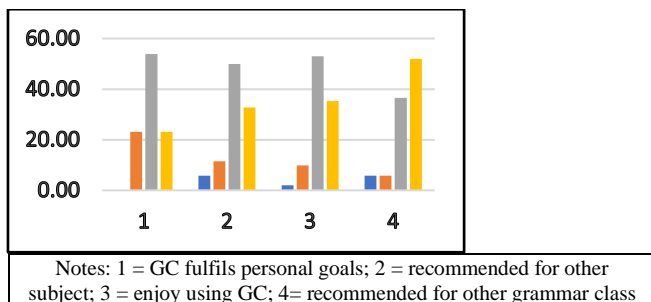 60.00
40.00
20.00
0.00
1 2 3 4
Notes: 1 = GC fulfils personal goals; 2 = recommended for other
subject; 3 = enjoy using GC; 4= recommended for other grammar class